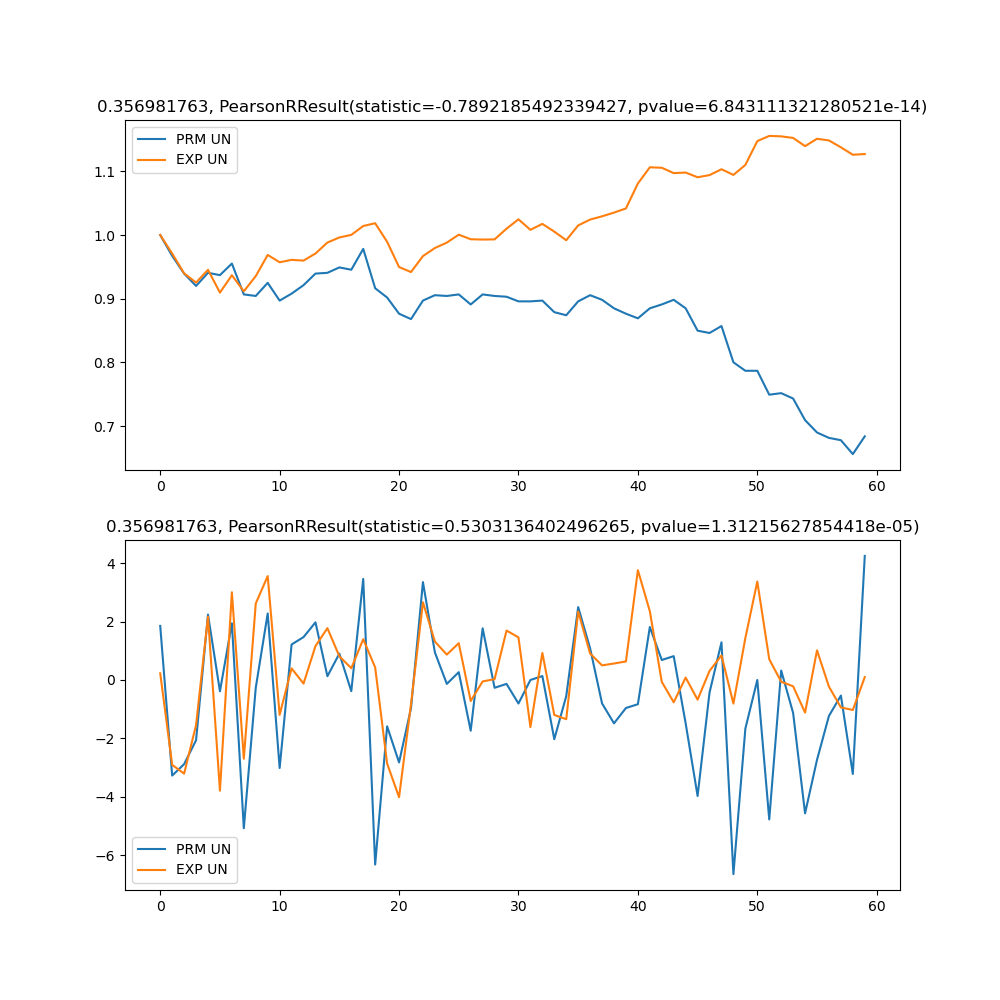 0.356981763, PearsonRResult(statistic=-0.7892185492339427, pvalue=6.843111321280521e-14)
PRM UN
EXP UN
1.1
1.0
0.9
0.8
0.7
0 10 20 30 40 50 60
0.356981763, PearsonRResult(statistic=0.5303136402496265, pvalue=1.31215627854418e-05)
4
2
0
−2
−4
−6
PRM UN
EXP UN
0 10 20 30 40 50 60